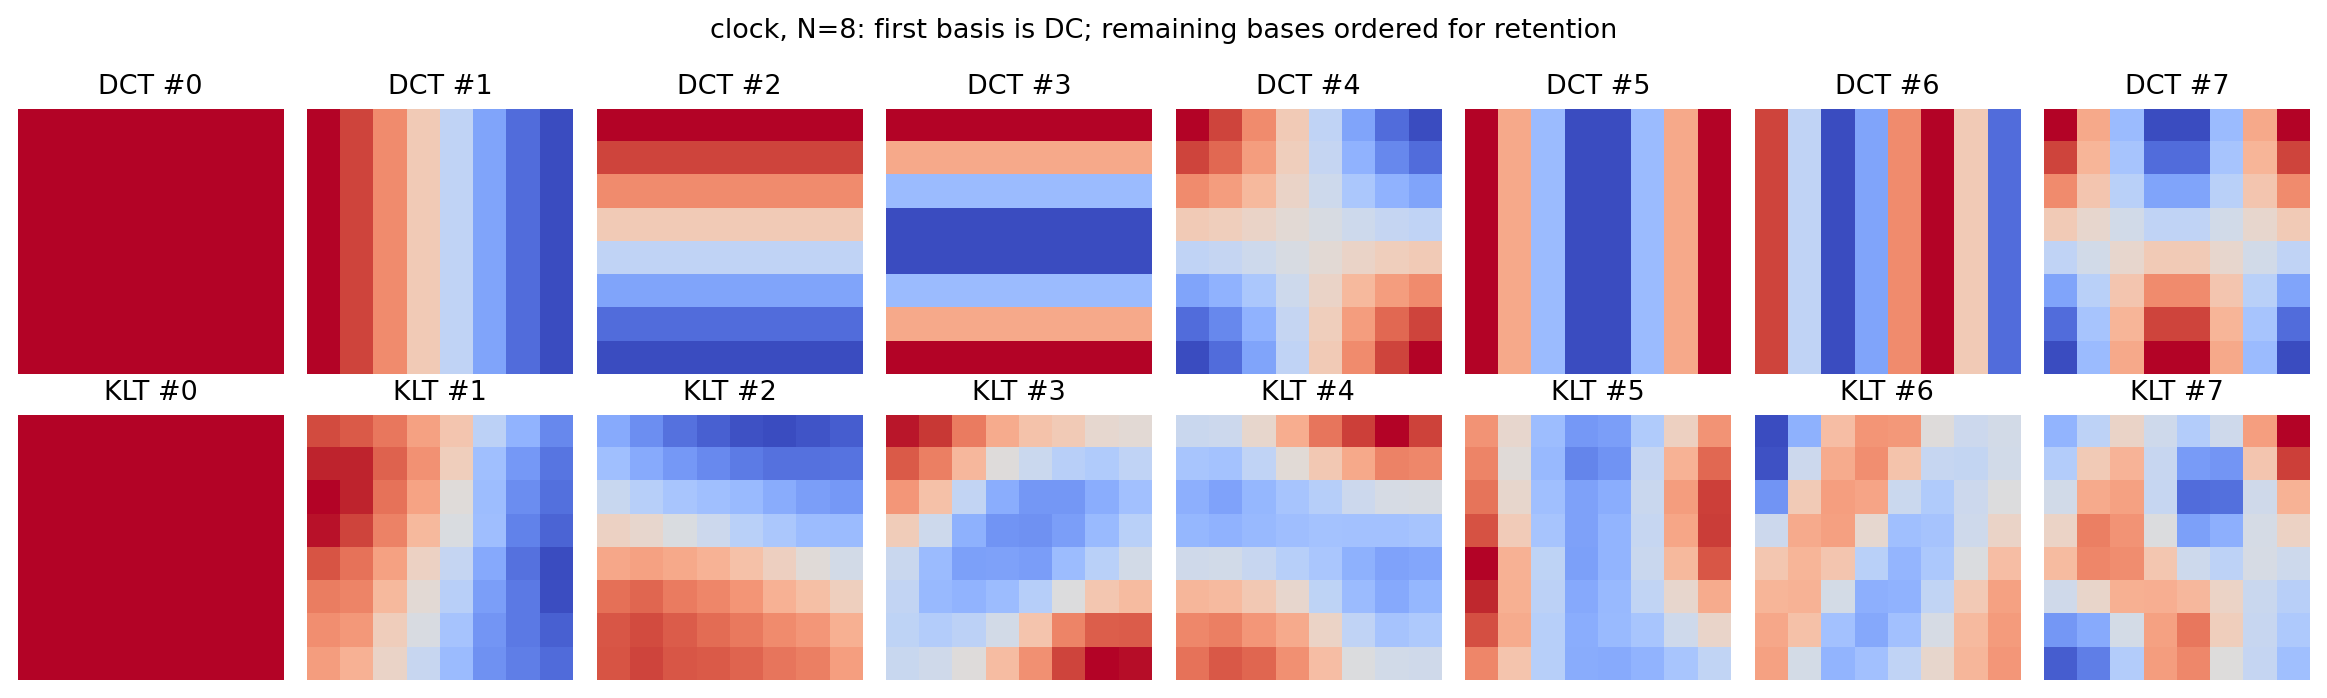 clock, N=8: first basis is DC; remaining bases ordered for retention
DCT #0 DCT #1 DCT #2 DCT #3 DCT #4 DCT #5 DCT #6 DCT #7
KLT #0 KLT #1 KLT #2 KLT #3 KLT #4 KLT #5 KLT #6 KLT #7